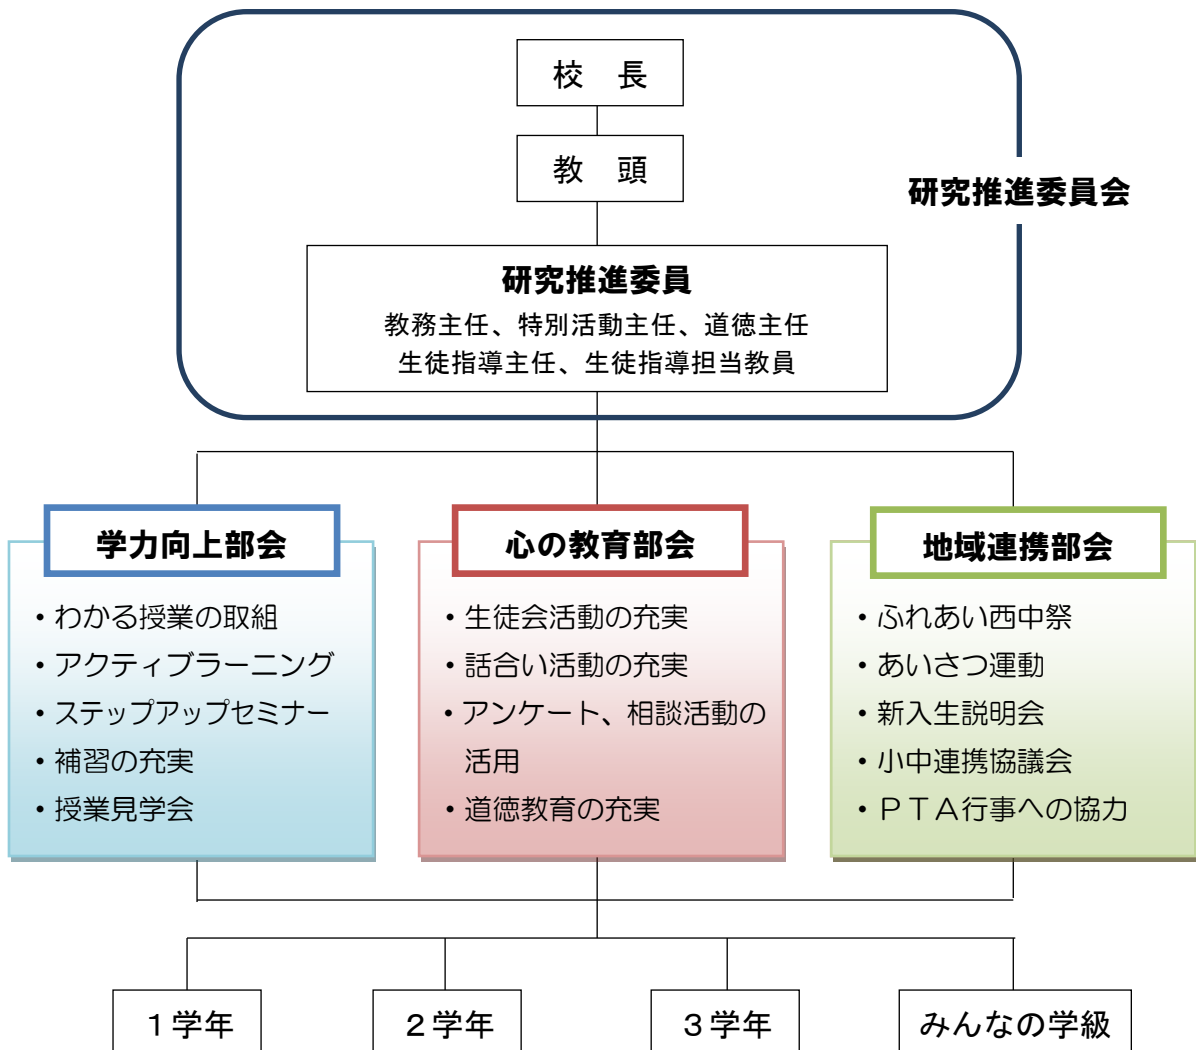 校　長
教　頭
研究推進委員会
研究推進委員
教務主任、特別活動主任、道徳主任
生徒指導主任、生徒指導担当教員
学力向上部会
・わかる授業の取組
・アクティブラーニング
・ステップアップセミナー
・補習の充実
・授業見学会
心の教育部会
・生徒会活動の充実
・話合い活動の充実
・アンケート、相談活動の
活用
・道徳教育の充実
地域連携部会
・ふれあい西中祭
・あいさつ運動
・新入生説明会
・小中連携協議会
・ＰＴＡ行事への協力
１学年
２学年
３学年
みんなの学級